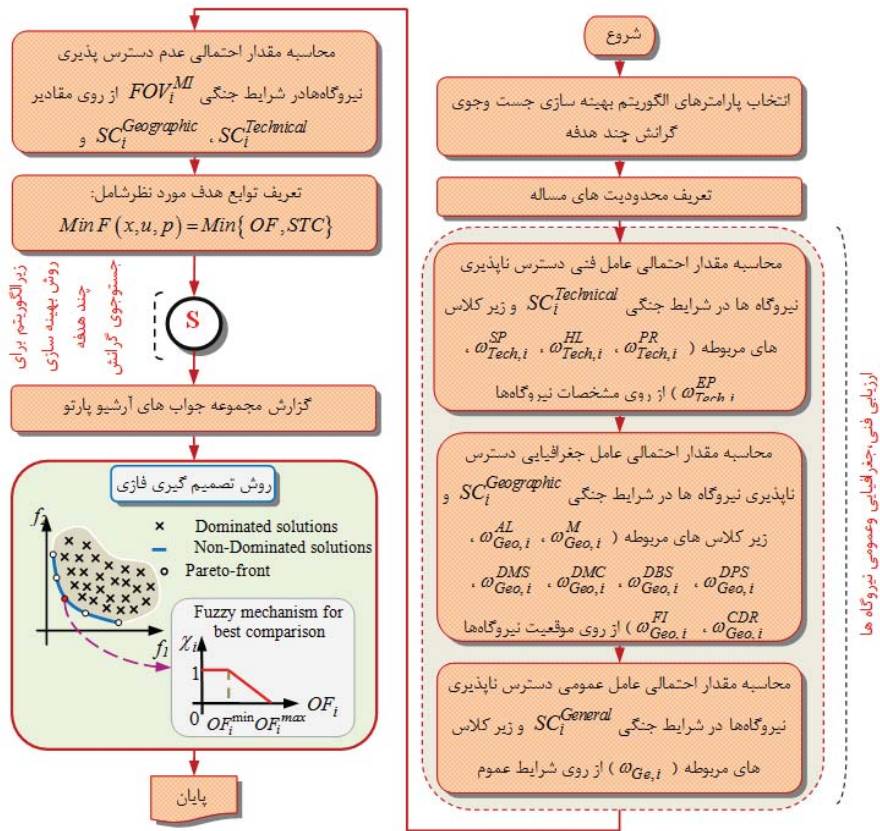 شروع
انتخاب پارامترهای الگوریتم بهینه سازی جست وجوی
گرانش چند هدفه
تعریف محدودیت های مساله
محاسبه مقدار احتمالی عامل فنی دسترس ناپذیری
نیروگاه ها در شرایط جنگی SC_i^{Technical} و زیر کلاس
های مربوطه ( ω_{Tech,i}^{PR} ، ω_{Tech,i}^{HL} ، ω_{Tech,i}^{SP} ،
ω_{Tech,i}^{EP} ) از روی مشخصات نیروگاه‌ها
محاسبه مقدار احتمالی عامل جغرافیایی دسترس
ناپذیری نیروگاه ها در شرایط جنگی SC_i^{Geographic} و
زیر کلاس های مربوطه ( ω_{Geo,i}^{M} ، ω_{Geo,i}^{AL} ،
ω_{Geo,i}^{DPS} ، ω_{Geo,i}^{DBS} ، ω_{Geo,i}^{DMC} ، ω_{Geo,i}^{DMS} ،
ω_{Geo,i}^{CDR} ، ω_{Geo,i}^{FI} ) از روی موقعیت نیروگاه‌ها
محاسبه مقدار احتمالی عامل عمومی دسترس ناپذیری
نیروگاه‌ها در شرایط جنگی SC_i^{General} و زیر کلاس
های مربوطه ( ω_{Ge,i} ) از روی شرایط عموم
ارزیابی فنی،جغرافیایی وعمومی نیروگاه ها
محاسبه مقدار احتمالی عدم دسترس پذیری
نیروگاه‌هادر شرایط جنگی FOV_i^{MI} از روی مقادیر
SC_i^{Technical} ، SC_i^{Geographic} و
تعریف توابع هدف مورد نظرشامل:
Min F (x,u,p) = Min{ OF ,STC}
زیرالگوریتم برای
روش بهینه سازی
چند هدفه
جستوجوی گرانش
S
گزارش مجموعه جواب های آرشیو پارتو
روش تصمیم گیری فازی
f_2
Dominated solutions
Non-Dominated solutions
Pareto-front
f_1
Fuzzy mechanism for
best comparison
χ_i
1
0
OF_i
OF_i^{min} OF_i^{max}
پایان